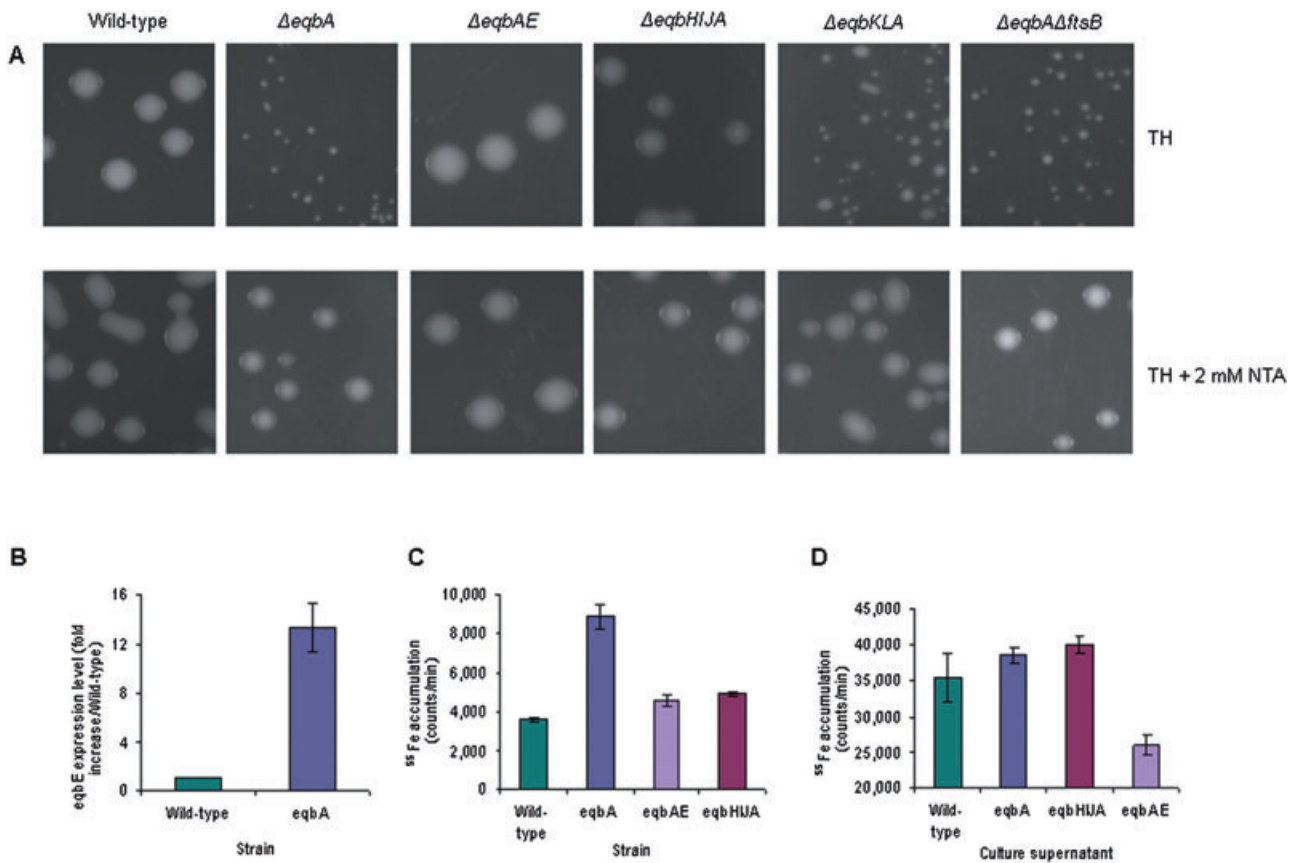 Wild-type ΔeqbA ΔeqbAE ΔeqbHIJA ΔeqbKLA ΔeqbAΔftsB
A
TH
TH + 2 mM NTA
B
eqbE expression level (fold
increase/Wild-type)
16
12
8
4
0
Wild-type eqbA
Strain
C
⁵⁵Fe accumulation
(counts/min)
10,000
8,000
6,000
4,000
2,000
0
Wild-
type eqbA eqbAE eqbHIJA
Strain
D
⁵⁵Fe accumulation
(counts/min)
45,000
40,000
35,000
30,000
25,000
20,000
Wild-
type eqbA eqbHIJA eqbAE
Culture supernatant